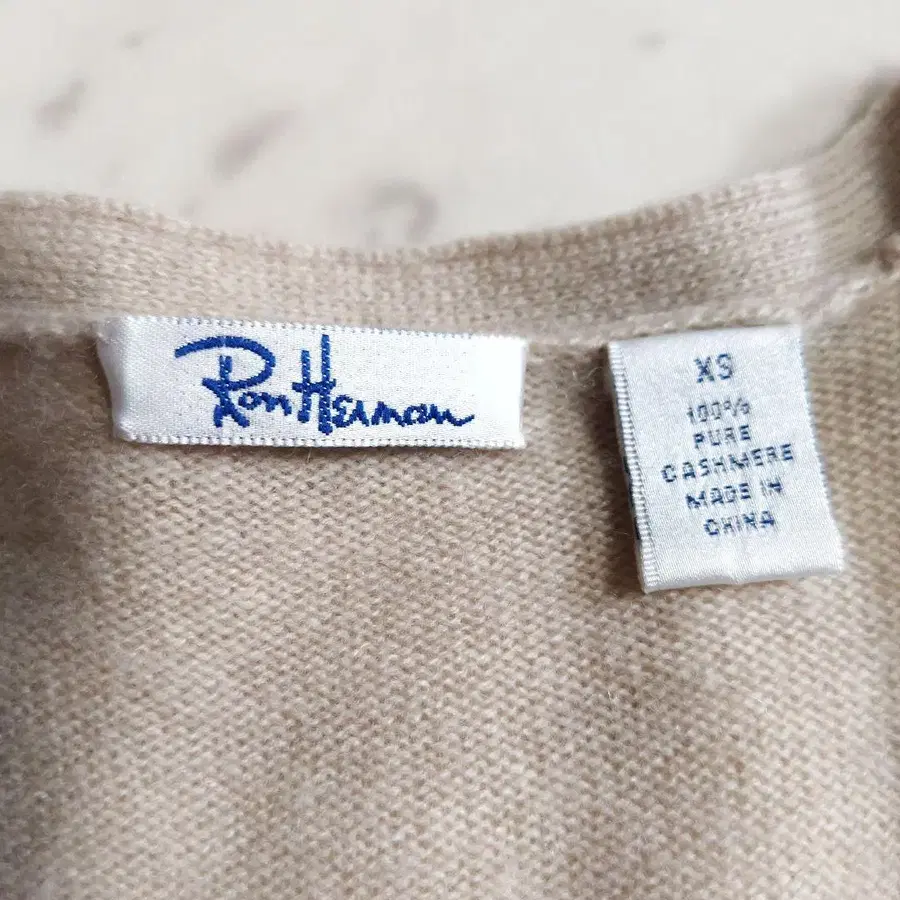 Ron Herman
XS
100%
PURE
CASHMERE
MADE IN
CHINA